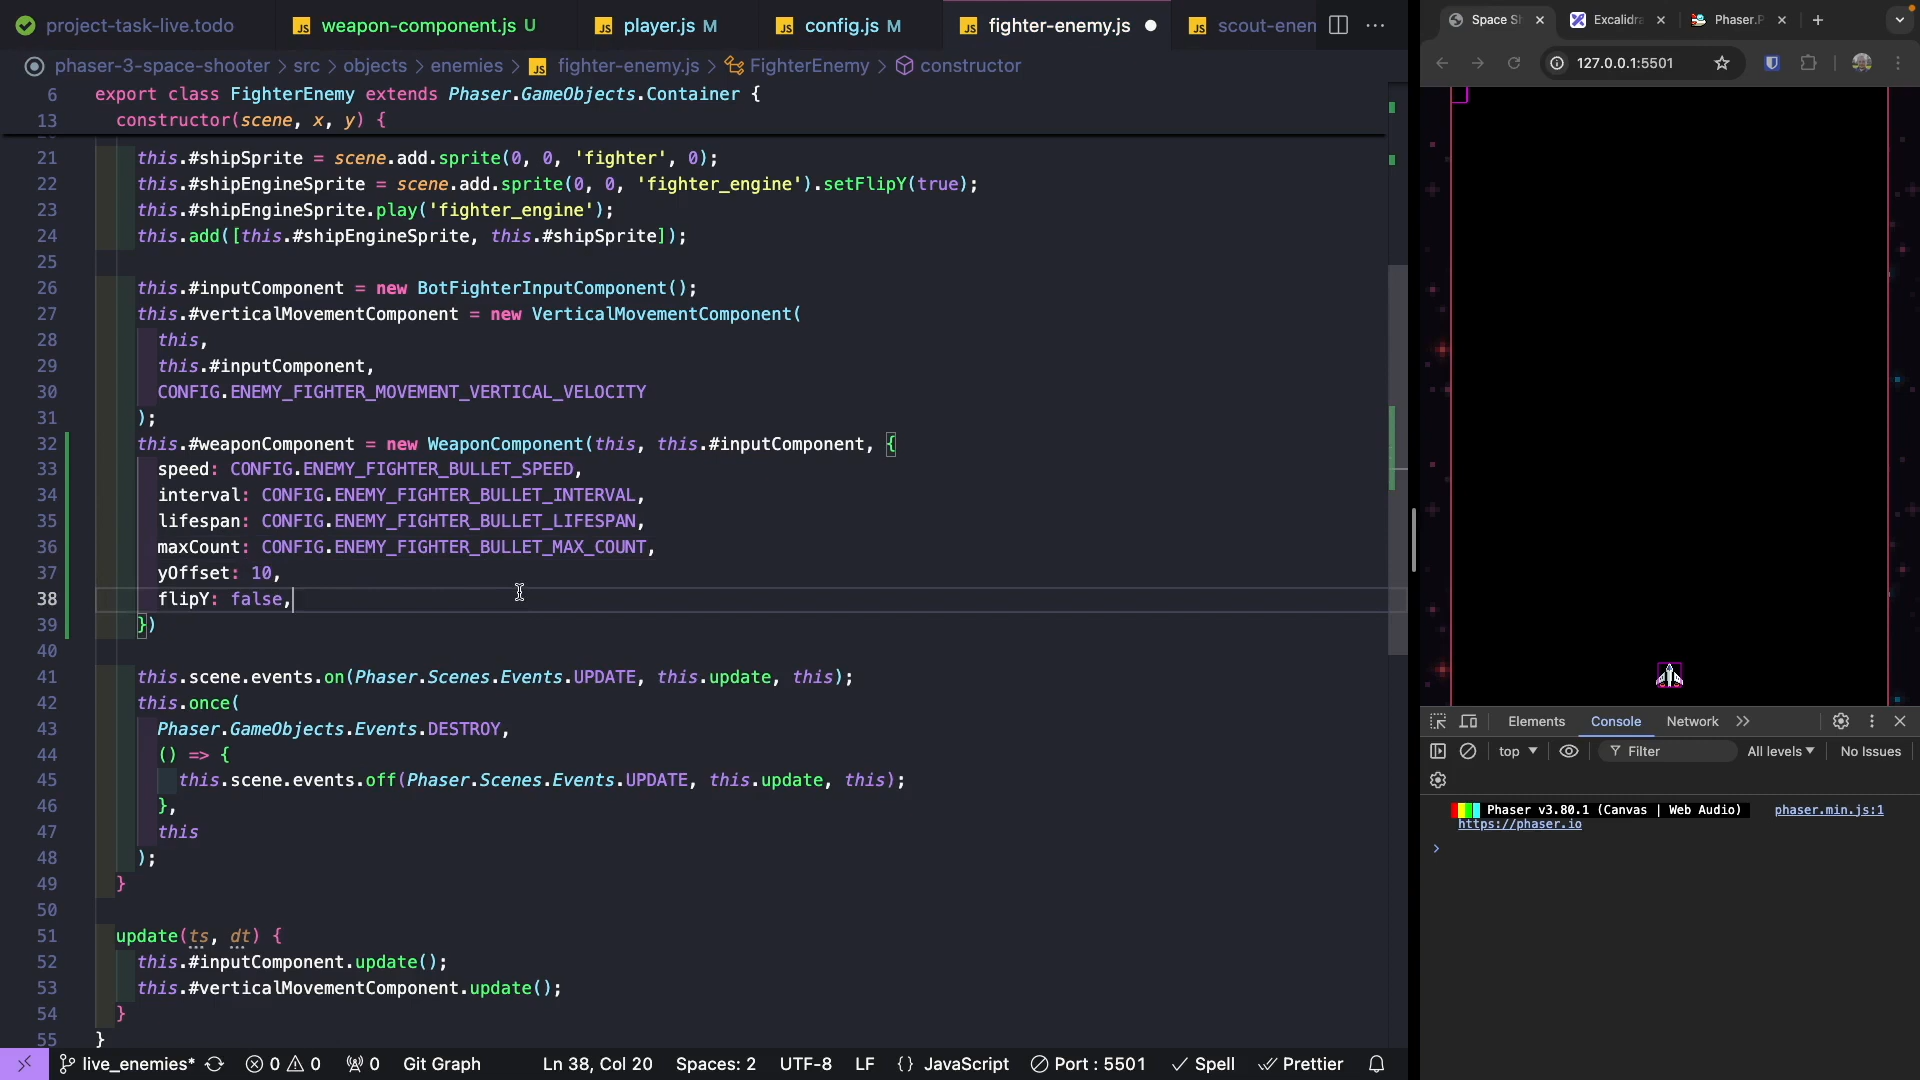 project-task-live.todo
weapon-component.js U
player.js M
config.js M
fighter-enemy.js
scout-enem
phaser-3-space-shooter > src > objects > enemies > fighter-enemy.js > FighterEnemy > constructor
6 export class FighterEnemy extends Phaser.GameObjects.Container {
13 constructor(scene, x, y) {
21 this.#shipSprite = scene.add.sprite(0, 0, 'fighter', 0);
22 this.#shipEngineSprite = scene.add.sprite(0, 0, 'fighter_engine').setFlipY(true);
23 this.#shipEngineSprite.play('fighter_engine');
24 this.add([this.#shipEngineSprite, this.#shipSprite]);
25
26 this.#inputComponent = new BotFighterInputComponent();
27 this.#verticalMovementComponent = new VerticalMovementComponent(
28 this,
29 this.#inputComponent,
30 CONFIG.ENEMY_FIGHTER_MOVEMENT_VERTICAL_VELOCITY
31 );
32 this.#weaponComponent = new WeaponComponent(this, this.#inputComponent, {
33 speed: CONFIG.ENEMY_FIGHTER_BULLET_SPEED,
34 interval: CONFIG.ENEMY_FIGHTER_BULLET_INTERVAL,
35 lifespan: CONFIG.ENEMY_FIGHTER_BULLET_LIFESPAN,
36 maxCount: CONFIG.ENEMY_FIGHTER_BULLET_MAX_COUNT,
37 yOffset: 10,
38 flipY: false,
39 })
40
41 this.scene.events.on(Phaser.Scenes.Events.UPDATE, this.update, this);
42 this.once(
43 Phaser.GameObjects.Events.DESTROY,
44 () => {
45 this.scene.events.off(Phaser.Scenes.Events.UPDATE, this.update, this);
46 },
47 this
48 );
49 }
50
51 update(ts, dt) {
52 this.#inputComponent.update();
53 this.#verticalMovementComponent.update();
54 }
55 }
live_enemies* 0 0 0 Git Graph Ln 38, Col 20 Spaces: 2 UTF-8 LF {} JavaScript Port : 5501 Spell Prettier
Space S
Excalidra
Phaser.P
127.0.0.1:5501
Elements Console Network
top Filter All levels No Issues
Phaser v3.80.1 (Canvas | Web Audio) phaser.min.js:1
https://phaser.io